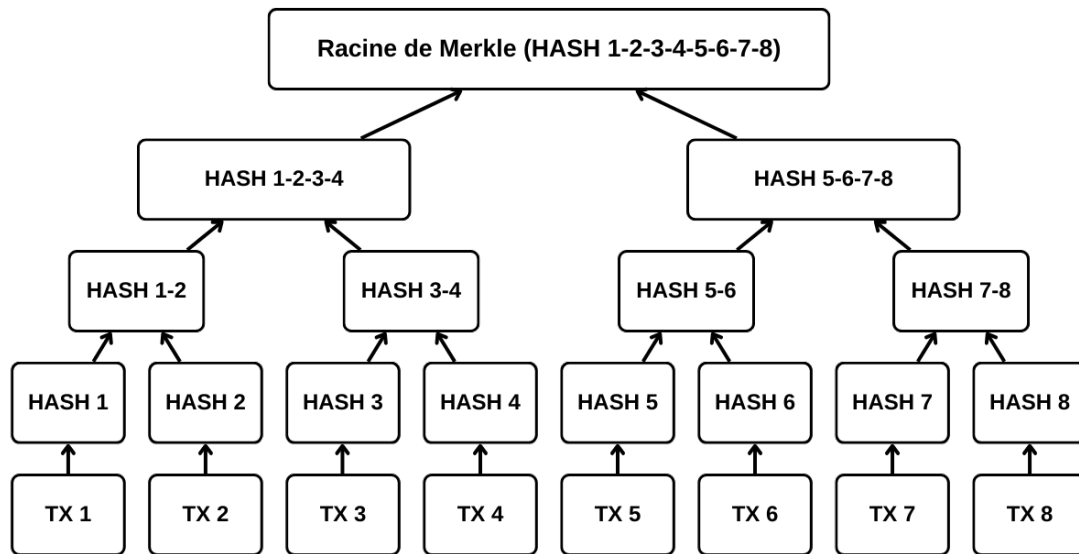 Racine de Merkle (HASH 1-2-3-4-5-6-7-8)
HASH 1-2-3-4
HASH 5-6-7-8
HASH 1-2
HASH 3-4
HASH 5-6
HASH 7-8
HASH 1
HASH 2
HASH 3
HASH 4
HASH 5
HASH 6
HASH 7
HASH 8
TX 1
TX 2
TX 3
TX 4
TX 5
TX 6
TX 7
TX 8